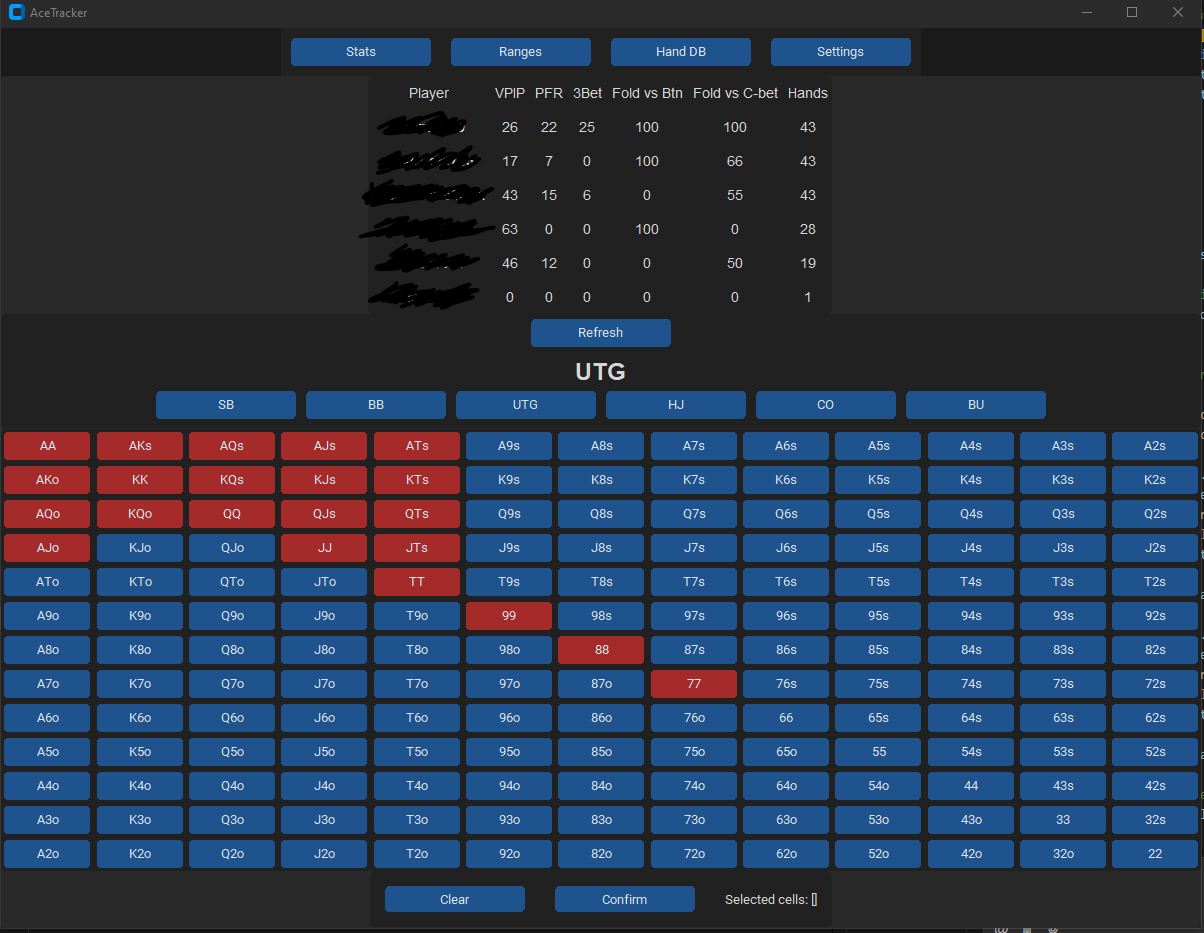 AceTracker
Stats Ranges Hand DB Settings
Player VPIP PFR 3Bet Fold vs Btn Fold vs C-bet Hands
26 22 25 100 100 43
17 7 0 100 66 43
43 15 6 0 55 43
63 0 0 100 0 28
46 12 0 0 50 19
0 0 0 0 0 1
Refresh
UTG
SB BB UTG HJ CO BU
AA AKs AQs AJs ATs A9s A8s A7s A6s A5s A4s A3s A2s
AKo KK KQs KJs KTs K9s K8s K7s K6s K5s K4s K3s K2s
AQo KQo QQ QJs QTs Q9s Q8s Q7s Q6s Q5s Q4s Q3s Q2s
AJo KJo QJo JJ JTs J9s J8s J7s J6s J5s J4s J3s J2s
ATo KTo QTo JTo TT T9s T8s T7s T6s T5s T4s T3s T2s
A9o K9o Q9o J9o T9o 99 98s 97s 96s 95s 94s 93s 92s
A8o K8o Q8o J8o T8o 98o 88 87s 86s 85s 84s 83s 82s
A7o K7o Q7o J7o T7o 97o 87o 77 76s 75s 74s 73s 72s
A6o K6o Q6o J6o T6o 96o 86o 76o 66 65s 64s 63s 62s
A5o K5o Q5o J5o T5o 95o 85o 75o 65o 55 54s 53s 52s
A4o K4o Q4o J4o T4o 94o 84o 74o 64o 54o 44 43s 42s
A3o K3o Q3o J3o T3o 93o 83o 73o 63o 53o 43o 33 32s
A2o K2o Q2o J2o T2o 92o 82o 72o 62o 52o 42o 32o 22
Clear Confirm Selected cells: []